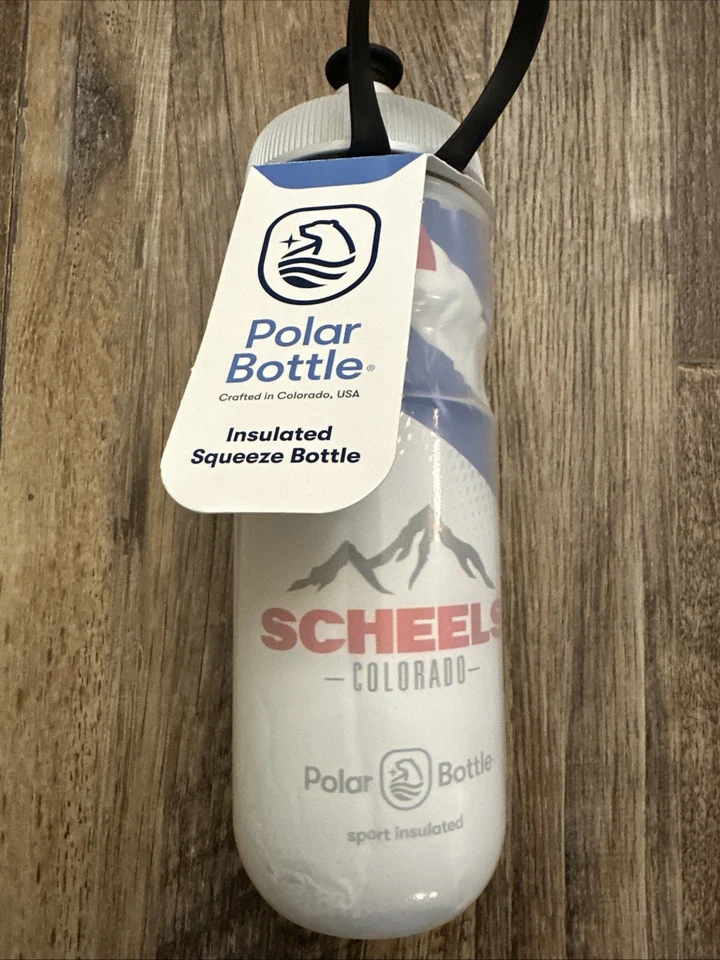 Polar
Bottle®
Crafted in Colorado, USA
Insulated
Squeeze Bottle
SCHEELS
–COLORADO–
Polar Bottle
sport insulated